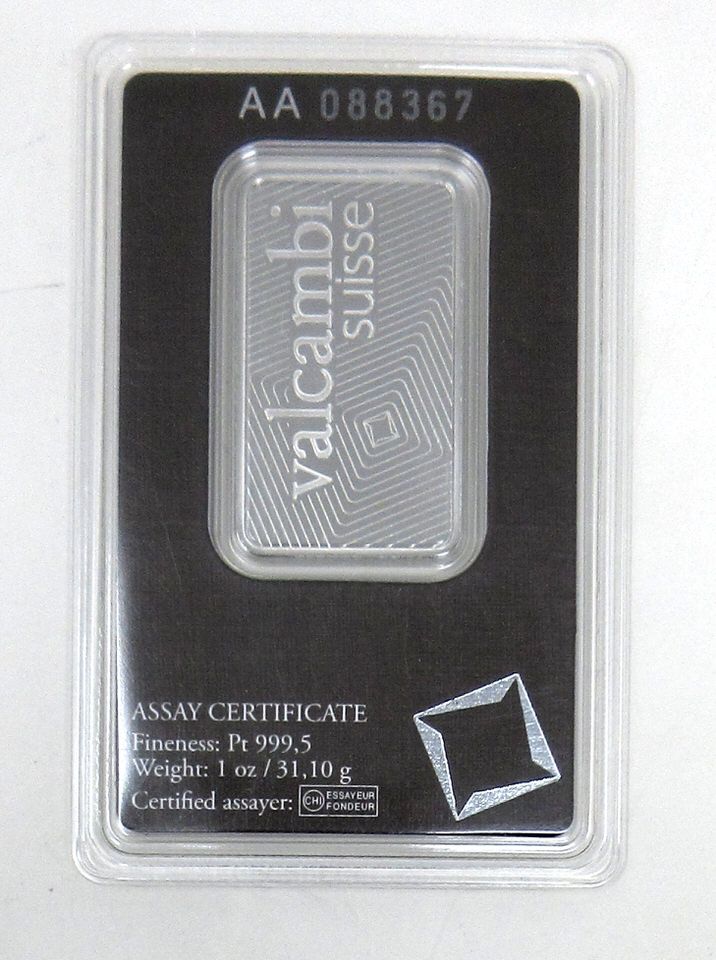 AA 088367
valcambi
suisse
ASSAY CERTIFICATE
Fineness: Pt 999,5
Weight: 1 oz / 31,10 g
Certified assayer: CHI ESSAYEUR
FONDEUR